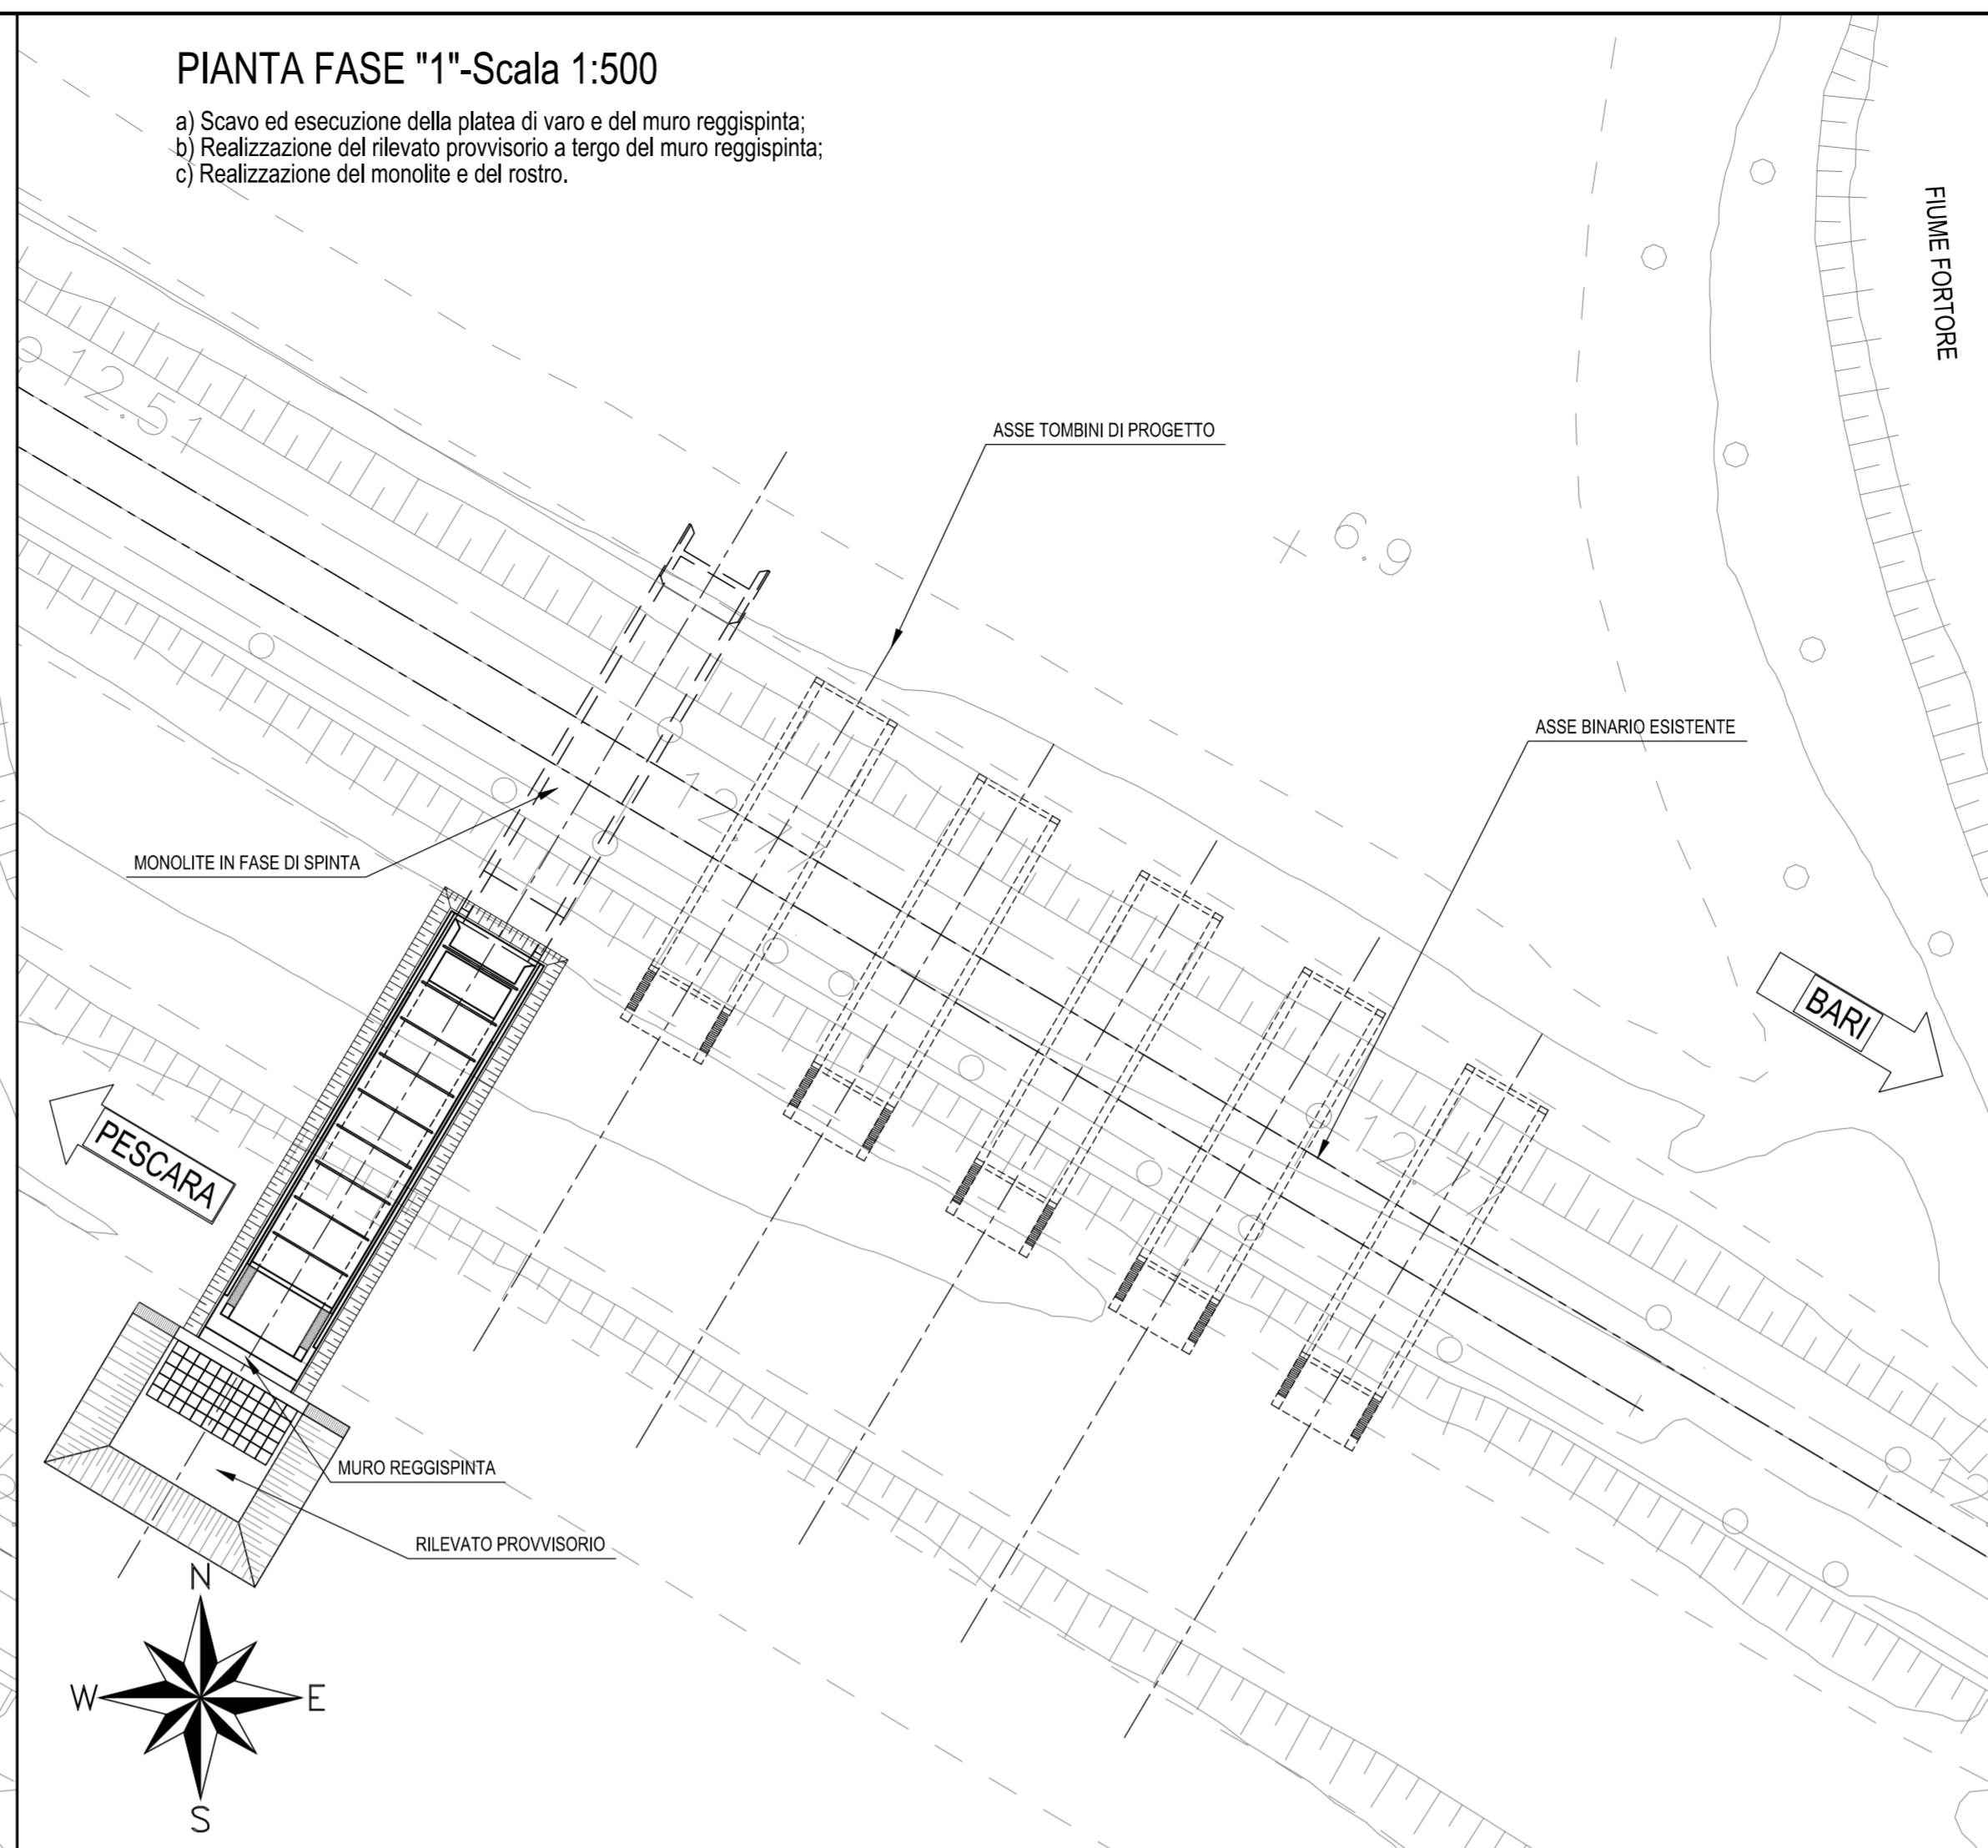 PIANTA FASE "1"-Scala 1:500
a) Scavo ed esecuzione della platea di varo e del muro reggispinta;
b) Realizzazione del rilevato provvisorio a tergo del muro reggispinta;
c) Realizzazione del monolite e del rostro.
FIUME FORTORE
12.51
ASSE TOMBINI DI PROGETTO
6.9
ASSE BINARIO ESISTENTE
MONOLITE IN FASE DI SPINTA
BARI
PESCARA
MURO REGGISPINTA
RILEVATO PROVVISORIO
N
W
E
S